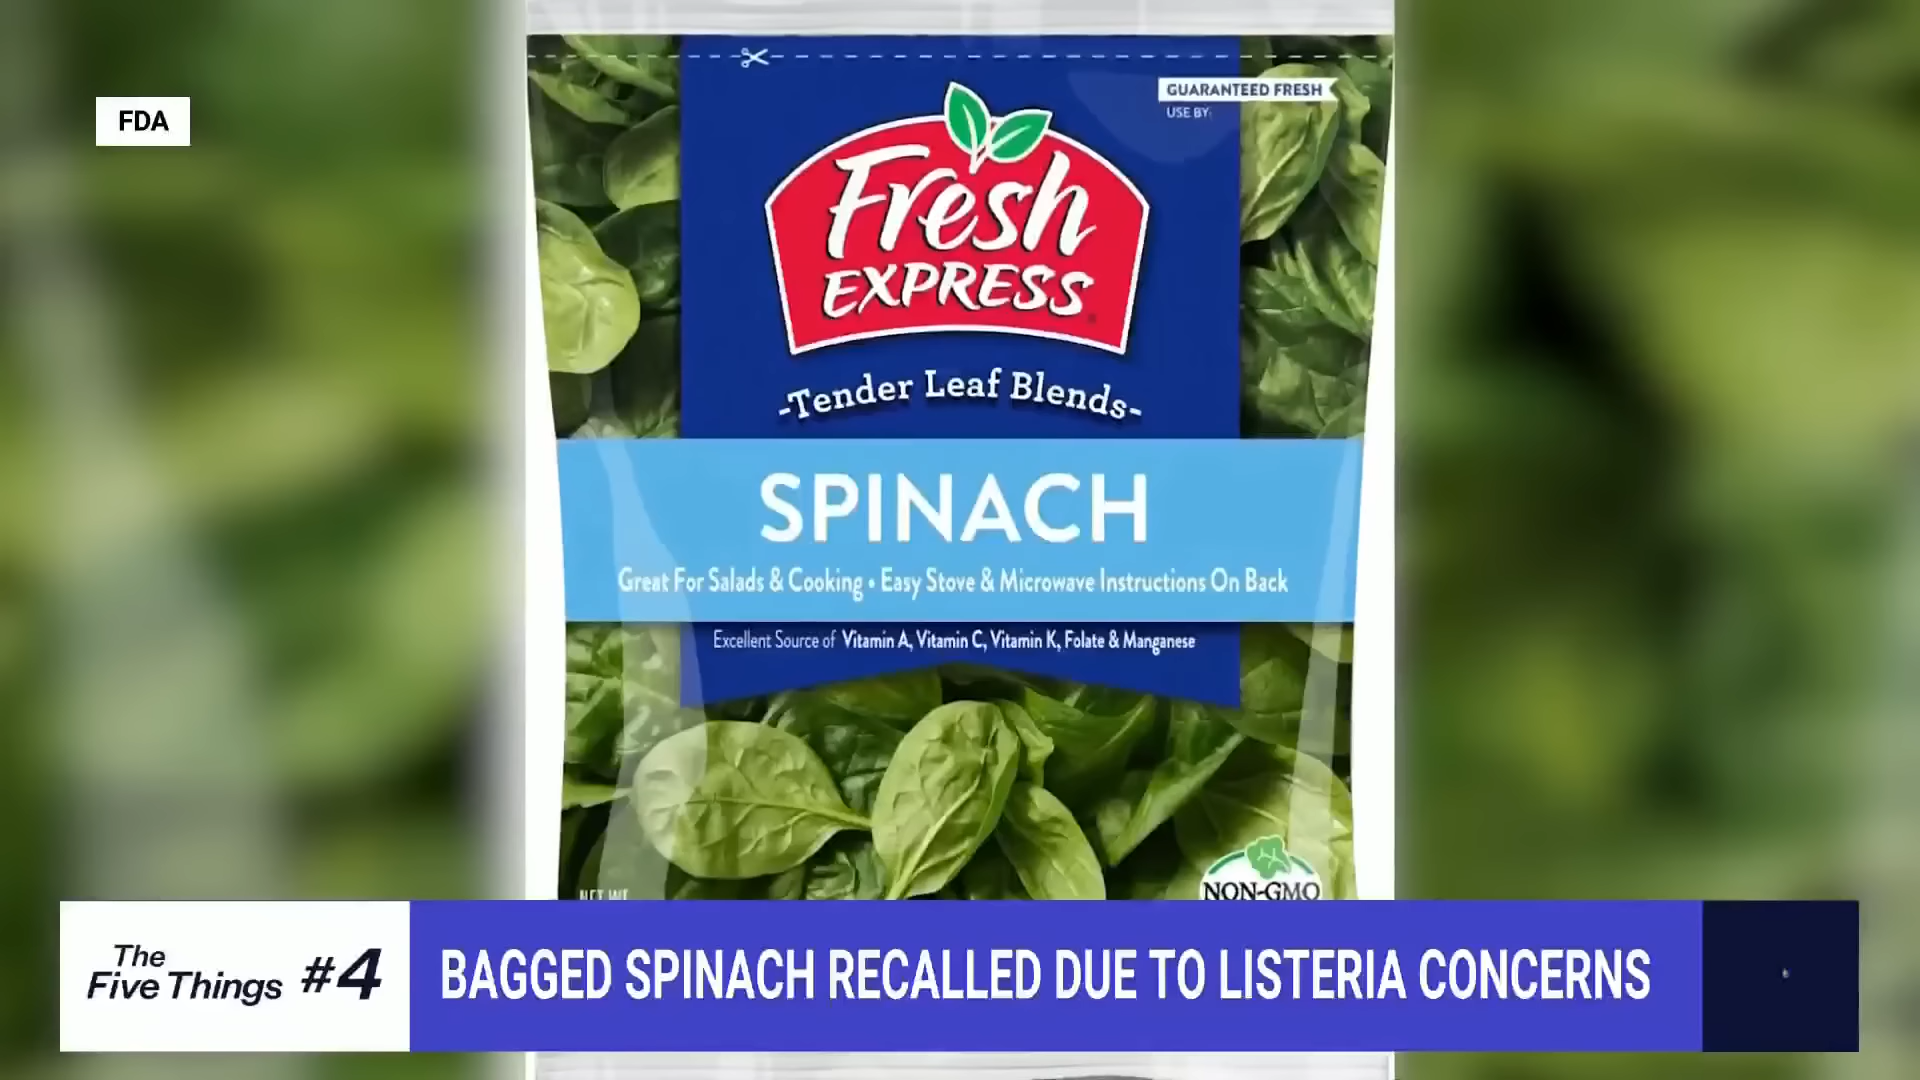 FDA
GUARANTEED FRESH
USE BY:
Fresh
EXPRESS
-Tender Leaf Blends-
SPINACH
Great For Salads & Cooking • Easy Stove & Microwave Instructions On Back
Excellent Source of Vitamin A, Vitamin C, Vitamin K, Folate & Manganese
NET WT
NON-GMO
The
Five Things #4
BAGGED SPINACH RECALLED DUE TO LISTERIA CONCERNS